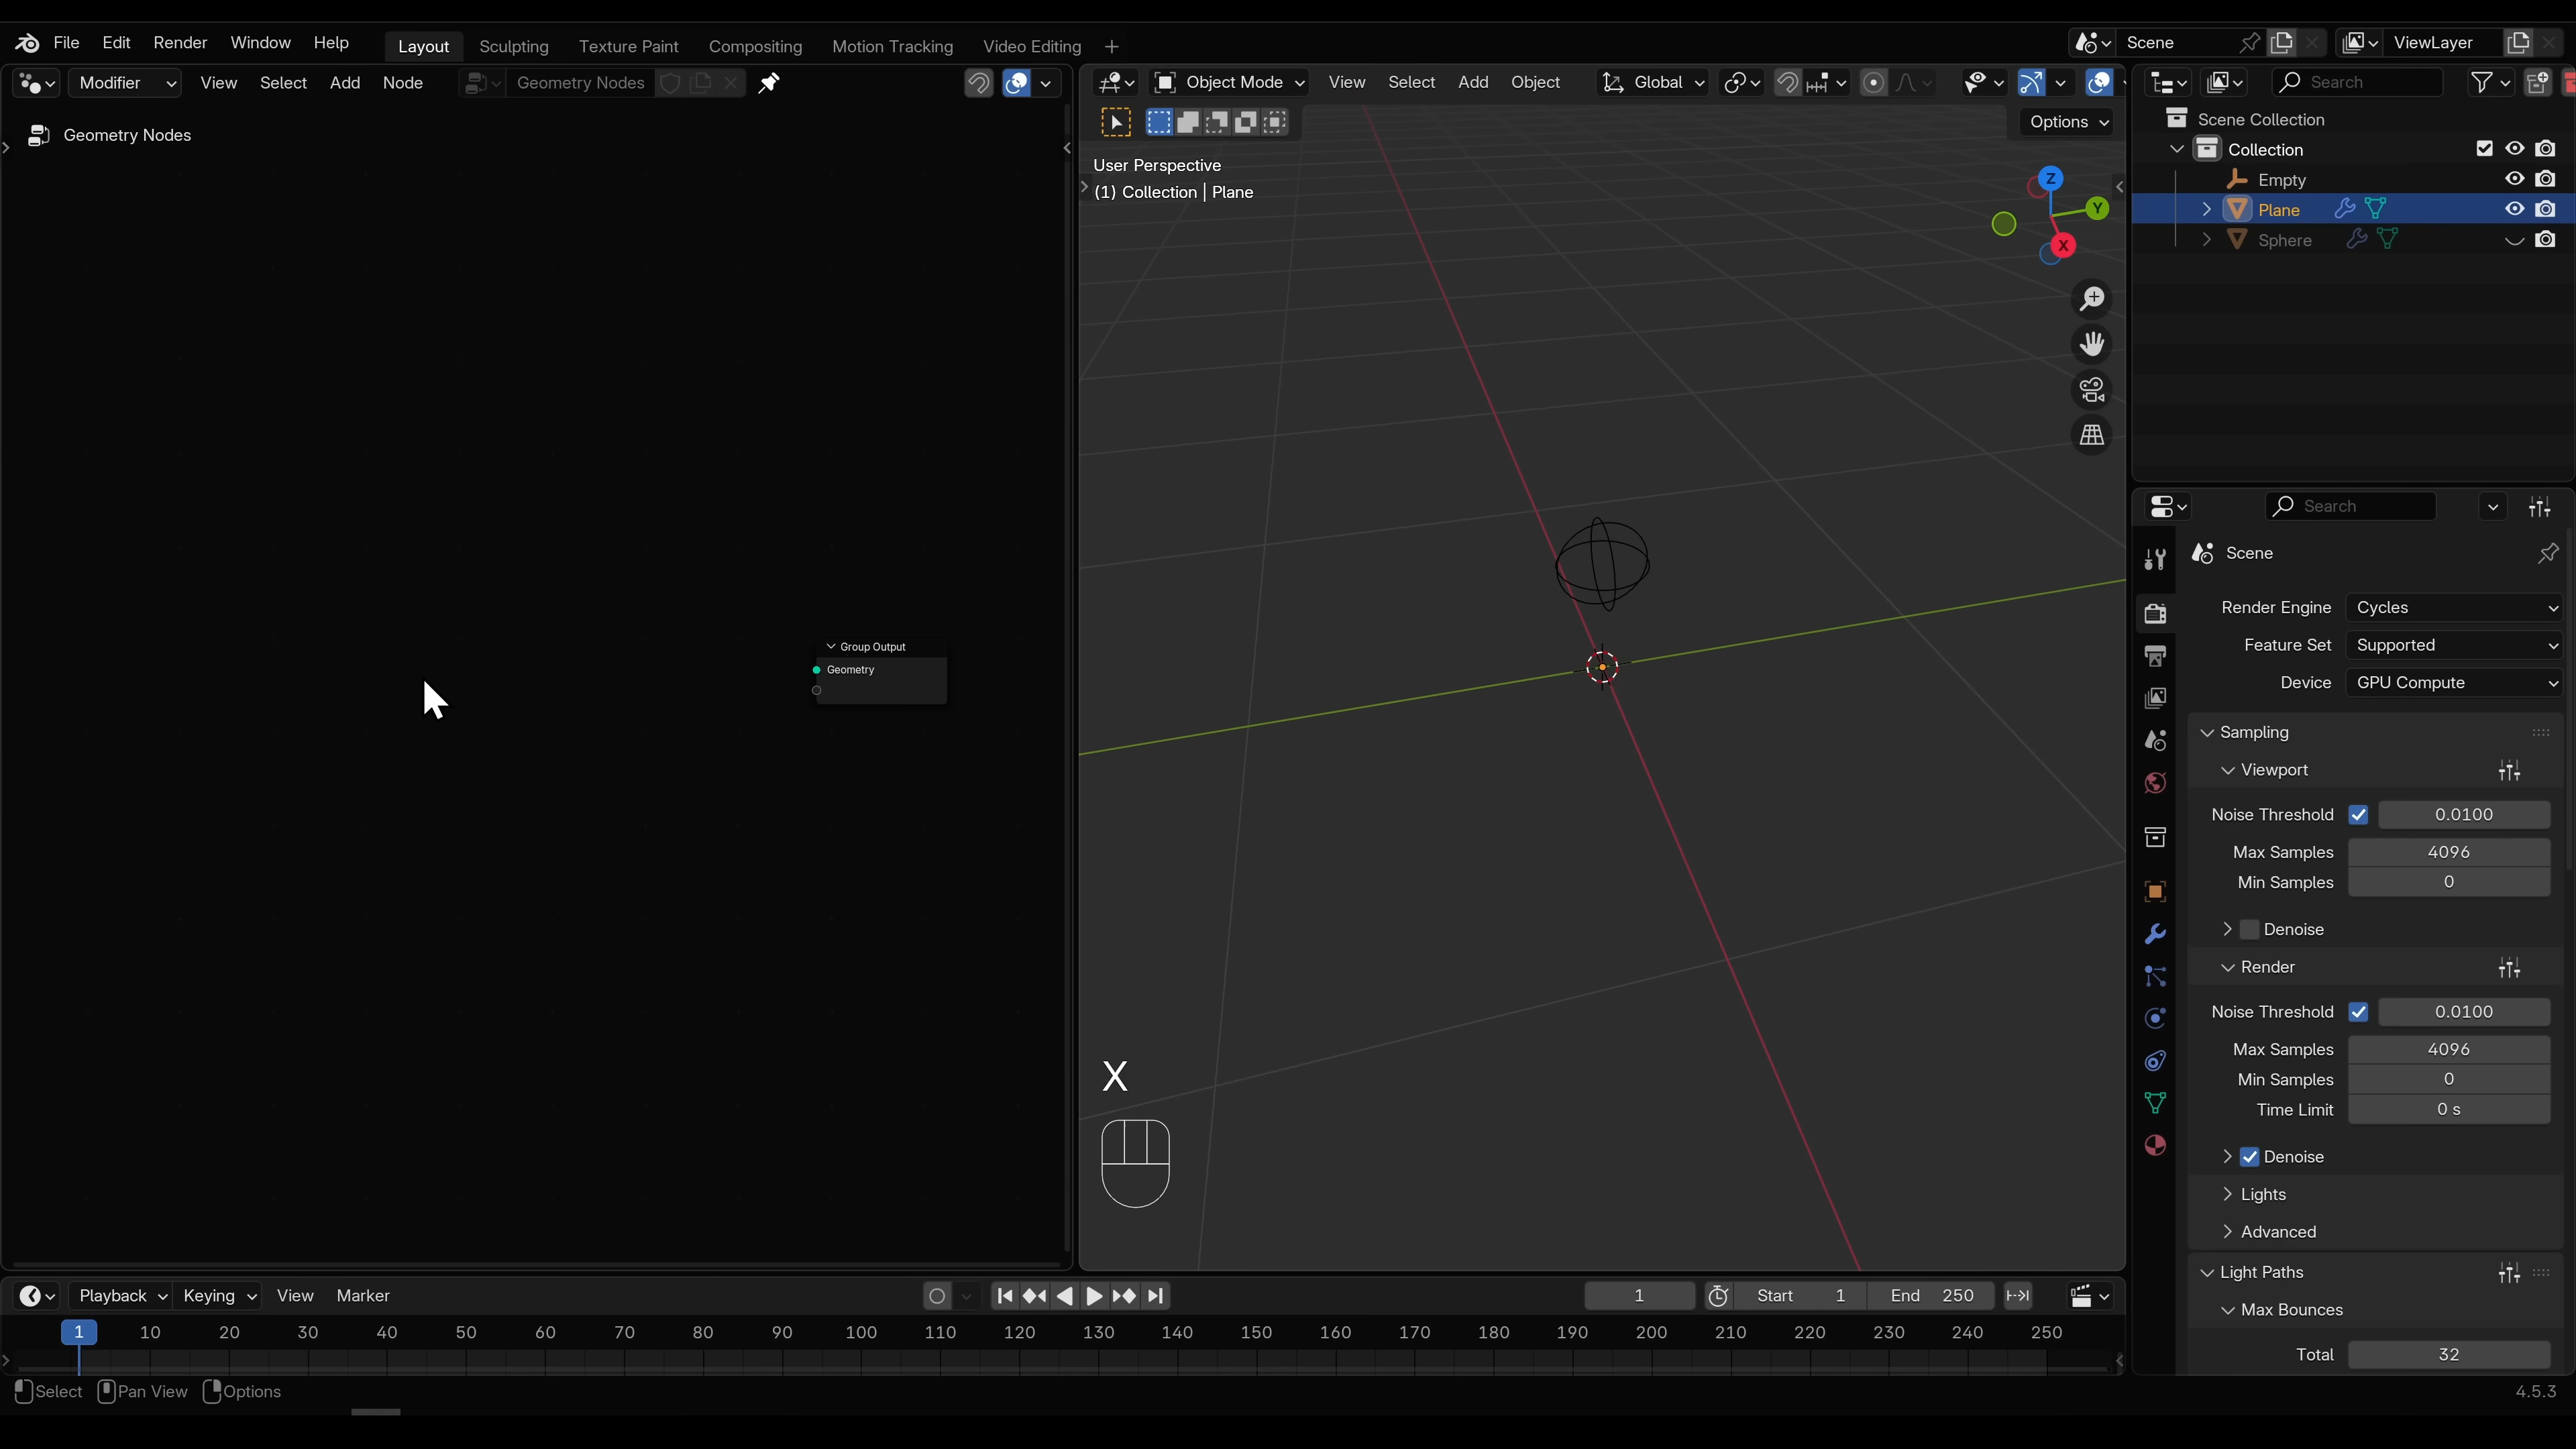 File Edit Render Window Help Layout Sculpting Texture Paint Compositing Motion Tracking Video Editing Scene ViewLayer
Modifier View Select Add Node Geometry Nodes
Object Mode View Select Add Object Global
Search
Options
Geometry Nodes
User Perspective
(1) Collection | Plane
Z
Y
X
Scene Collection
Collection
Empty
Plane
Sphere
Group Output
Geometry
X
Search
Scene
Render Engine Cycles
Feature Set Supported
Device GPU Compute
Sampling
Viewport
Noise Threshold 0.0100
Max Samples 4096
Min Samples 0
Denoise
Render
Noise Threshold 0.0100
Max Samples 4096
Min Samples 0
Time Limit 0 s
Denoise
Lights
Advanced
Light Paths
Max Bounces
Total 32
Playback Keying View Marker 1 Start 1 End 250
1 10 20 30 40 50 60 70 80 90 100 110 120 130 140 150 160 170 180 190 200 210 220 230 240 250
Select Pan View Options
4.5.3